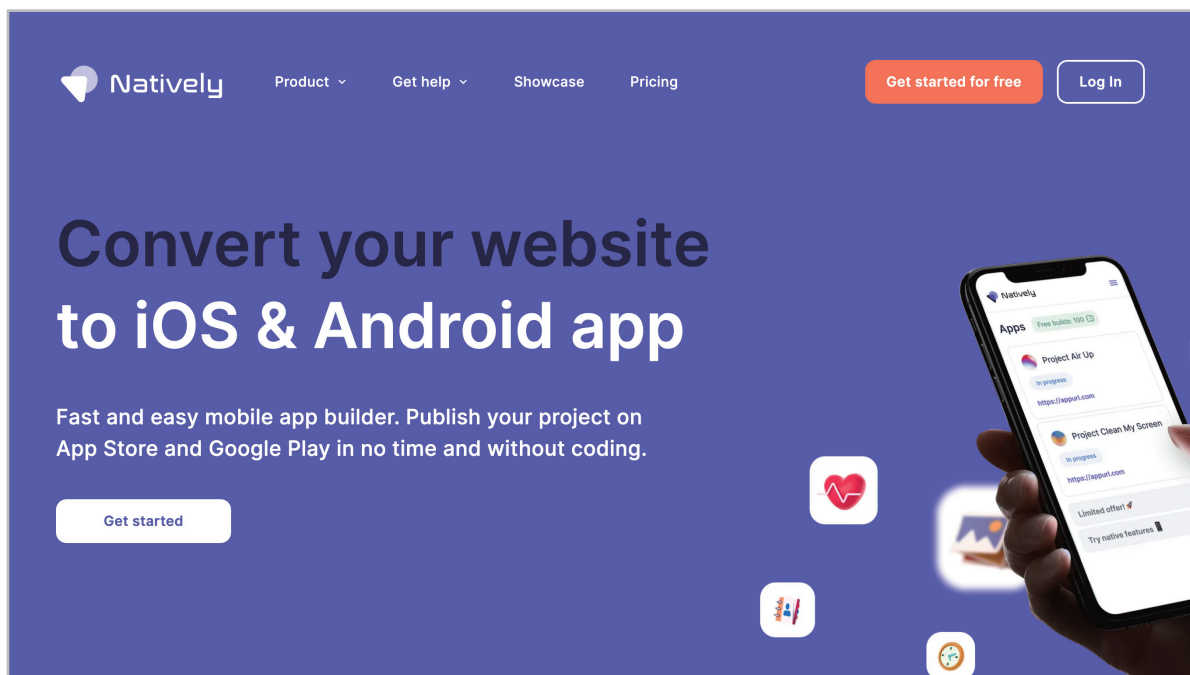 Natively
Product
Get help
Showcase
Pricing
Get started for free
Log In
Convert your website
to iOS & Android app
Fast and easy mobile app builder. Publish your project on
App Store and Google Play in no time and without coding.
Get started
Natively
Apps
Free builds: 100
Project Air Up
In progress
https://appurl.com
Project Clean My Screen
In progress
https://appurl.com
Limited offer! 🚀
Try native features